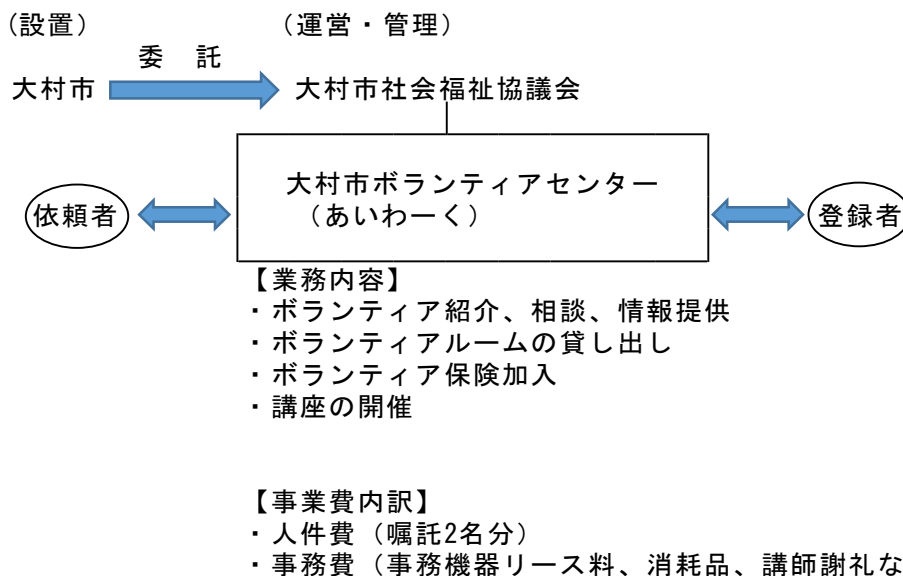 (設置) (運営・管理)
委 託
大村市 大村市社会福祉協議会
大村市ボランティアセンター
(あいわーく)
依頼者 登録者
【業務内容】
・ボランティア紹介、相談、情報提供
・ボランティアルームの貸し出し
・ボランティア保険加入
・講座の開催
【事業費内訳】
・人件費（嘱託2名分）
・事務費（事務機器リース料、消耗品、講師謝礼な